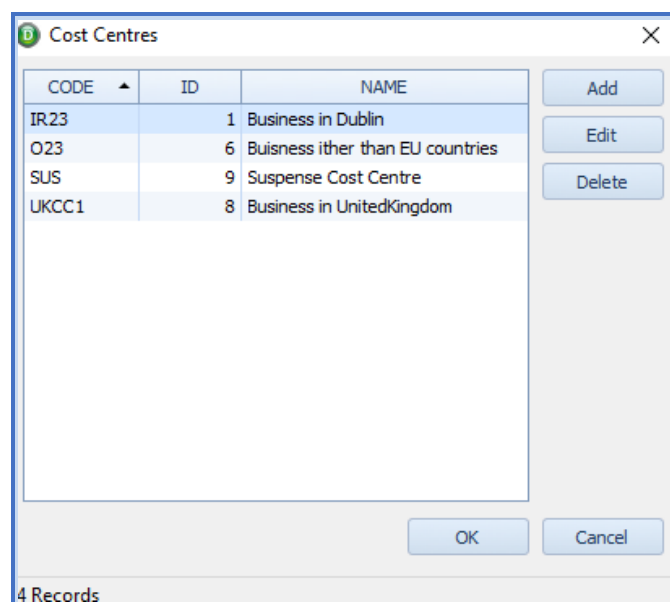 Cost Centres
CODE ID NAME
IR23 1 Business in Dublin
O23 6 Buisness ither than EU countries
SUS 9 Suspense Cost Centre
UKCC1 8 Business in UnitedKingdom
Add
Edit
Delete
OK Cancel
4 Records